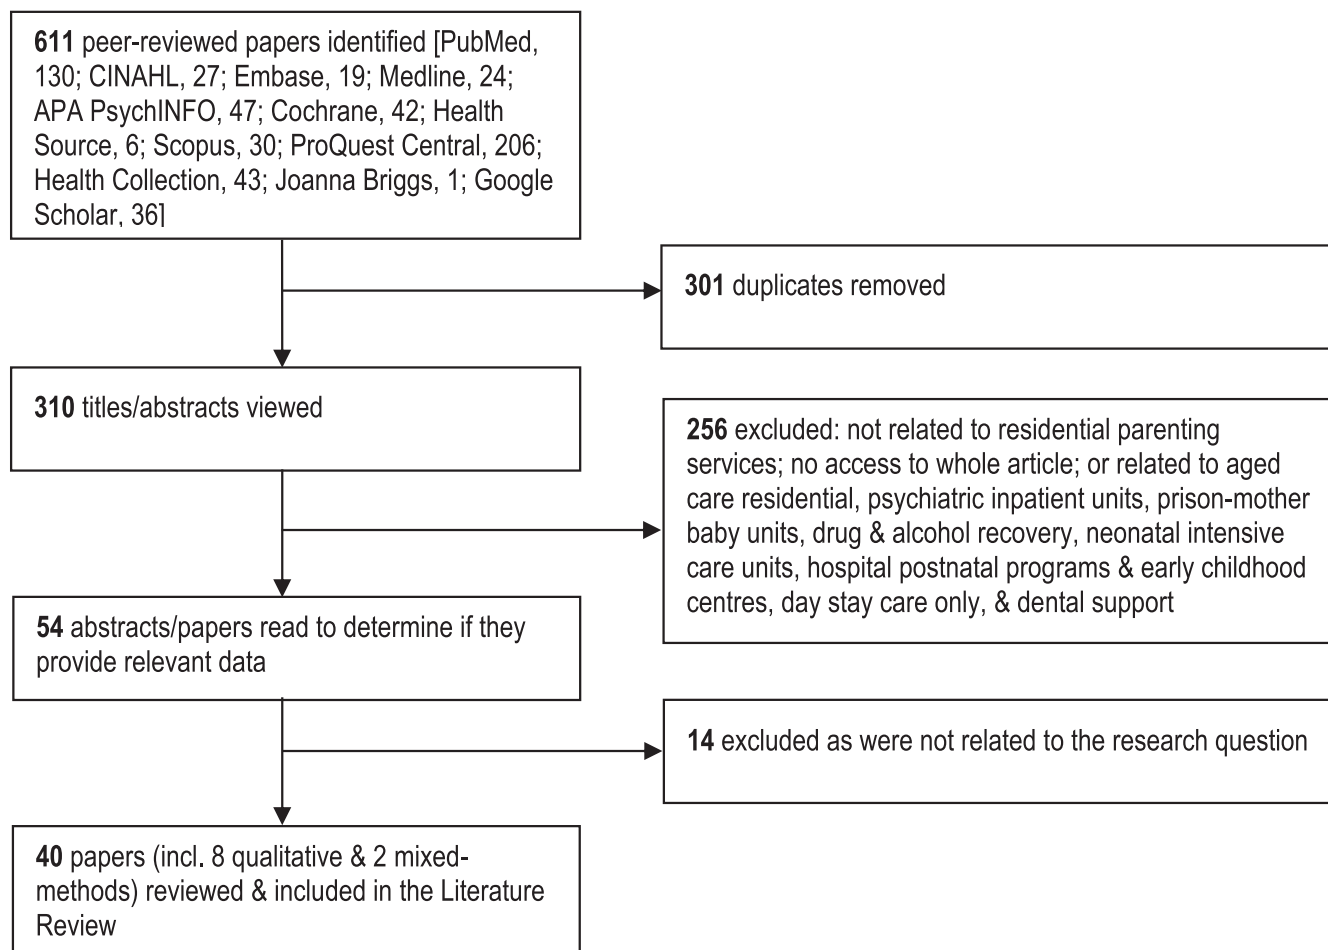 611 peer-reviewed papers identified [PubMed,
130; CINAHL, 27; Embase, 19; Medline, 24;
APA PsychINFO, 47; Cochrane, 42; Health
Source, 6; Scopus, 30; ProQuest Central, 206;
Health Collection, 43; Joanna Briggs, 1; Google
Scholar, 36]
301 duplicates removed
310 titles/abstracts viewed
256 excluded: not related to residential parenting
services; no access to whole article; or related to aged
care residential, psychiatric inpatient units, prison-mother
baby units, drug & alcohol recovery, neonatal intensive
care units, hospital postnatal programs & early childhood
centres, day stay care only, & dental support
54 abstracts/papers read to determine if they
provide relevant data
14 excluded as were not related to the research question
40 papers (incl. 8 qualitative & 2 mixed-
methods) reviewed & included in the Literature
Review